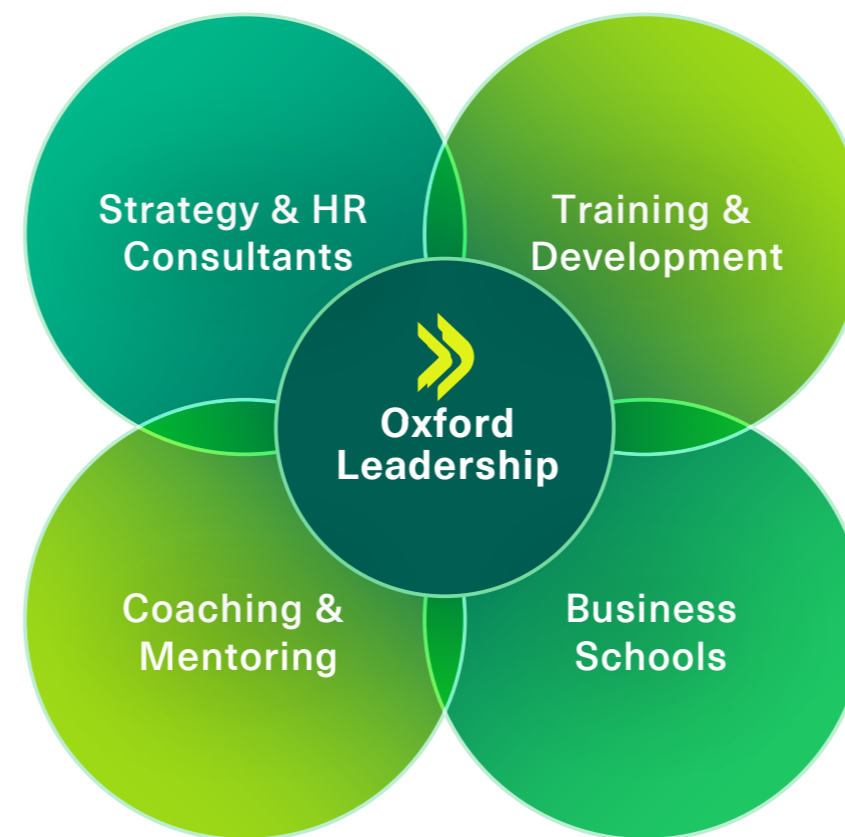 Strategy & HR
Consultants
Training &
Development
Oxford
Leadership
Coaching &
Mentoring
Business
Schools